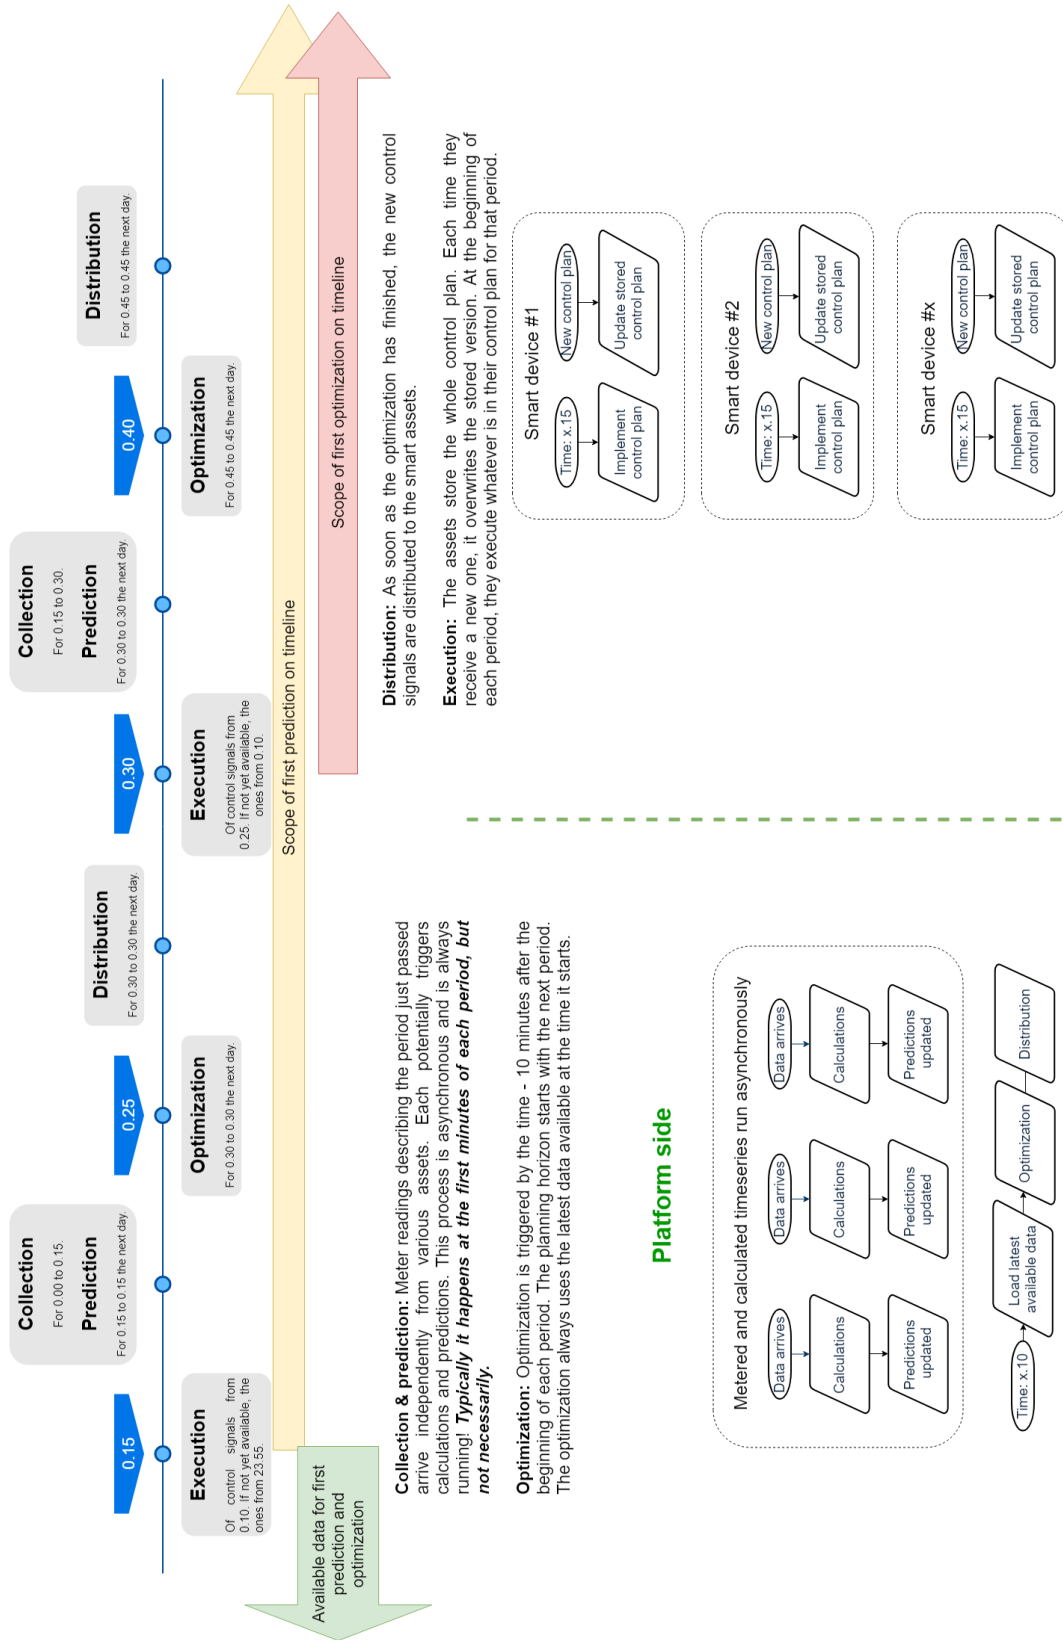 0.15
0.25
0.30
0.40
Collection
For 0.00 to 0.15.
Prediction
For 0.15 to 0.15 the next day.
Distribution
For 0.30 to 0.30 the next day.
Collection
For 0.15 to 0.30.
Prediction
For 0.30 to 0.30 the next day.
Distribution
For 0.45 to 0.45 the next day.
Execution
Of control signals from
0.10. If not yet available, the
ones from 23.55.
Optimization
For 0.30 to 0.30 the next day.
Execution
Of control signals from
0.25. If not yet available, the
ones from 0.10.
Optimization
For 0.45 to 0.45 the next day.
Scope of first prediction on timeline
Scope of first optimization on timeline
Available data for first
prediction and
optimization
Collection & prediction: Meter readings describing the period just passed
arrive independently from various assets. Each potentially triggers
calculations and predictions. This process is asynchronous and is always
running! Typically it happens at the first minutes of each period, but
not necessarily.
Optimization: Optimization is triggered by the time - 10 minutes after the
beginning of each period. The planning horizon starts with the next period.
The optimization always uses the latest data available at the time it starts.
Distribution: As soon as the optimization has finished, the new control
signals are distributed to the smart assets.
Execution: The assets store the whole control plan. Each time they
receive a new one, it overwrites the stored version. At the beginning of
each period, they execute whatever is in their control plan for that period.
Platform side
Metered and calculated timeseries run asynchronously
Data arrives
Calculations
Predictions
updated
Data arrives
Calculations
Predictions
updated
Data arrives
Calculations
Predictions
updated
Time: x.10
Load latest
available data
Optimization
Distribution
Smart device #1
Time: x.15
Implement
control plan
New control plan
Update stored
control plan
Smart device #2
Time: x.15
Implement
control plan
New control plan
Update stored
control plan
Smart device #x
Time: x.15
Implement
control plan
New control plan
Update stored
control plan